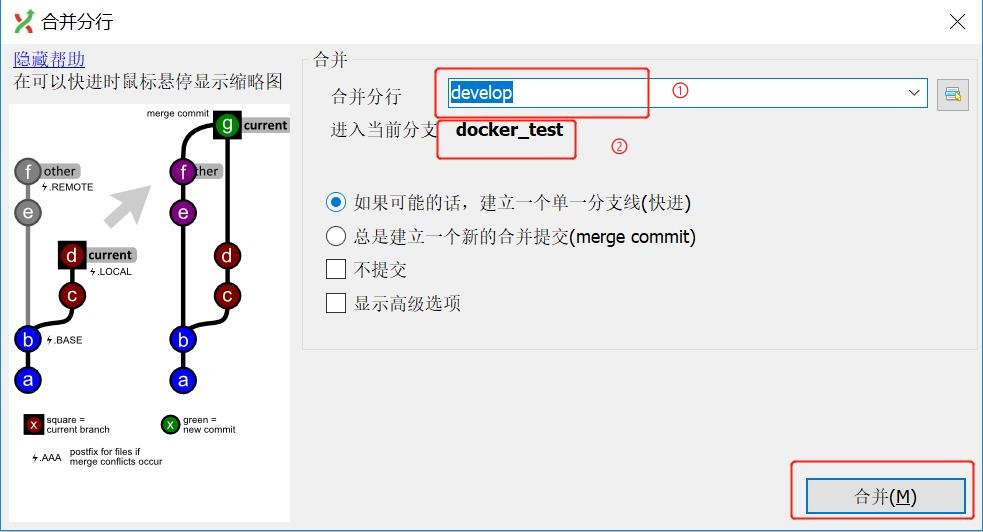 合并分行
隐藏帮助
在可以快进时鼠标悬停显示缩略图
merge commit
g current
f other
⚡.REMOTE
f ther
e
e
d current
⚡.LOCAL
d
c
c
b ⚡.BASE
b
a
a
x square =
current branch
x green =
new commit
⚡.AAA postfix for files if
merge conflicts occur
合并
合并分行 develop ①
进入当前分支 docker_test ②
如果可能的话，建立一个单一分支线(快进)
总是建立一个新的合并提交(merge commit)
不提交
显示高级选项
合并(M)